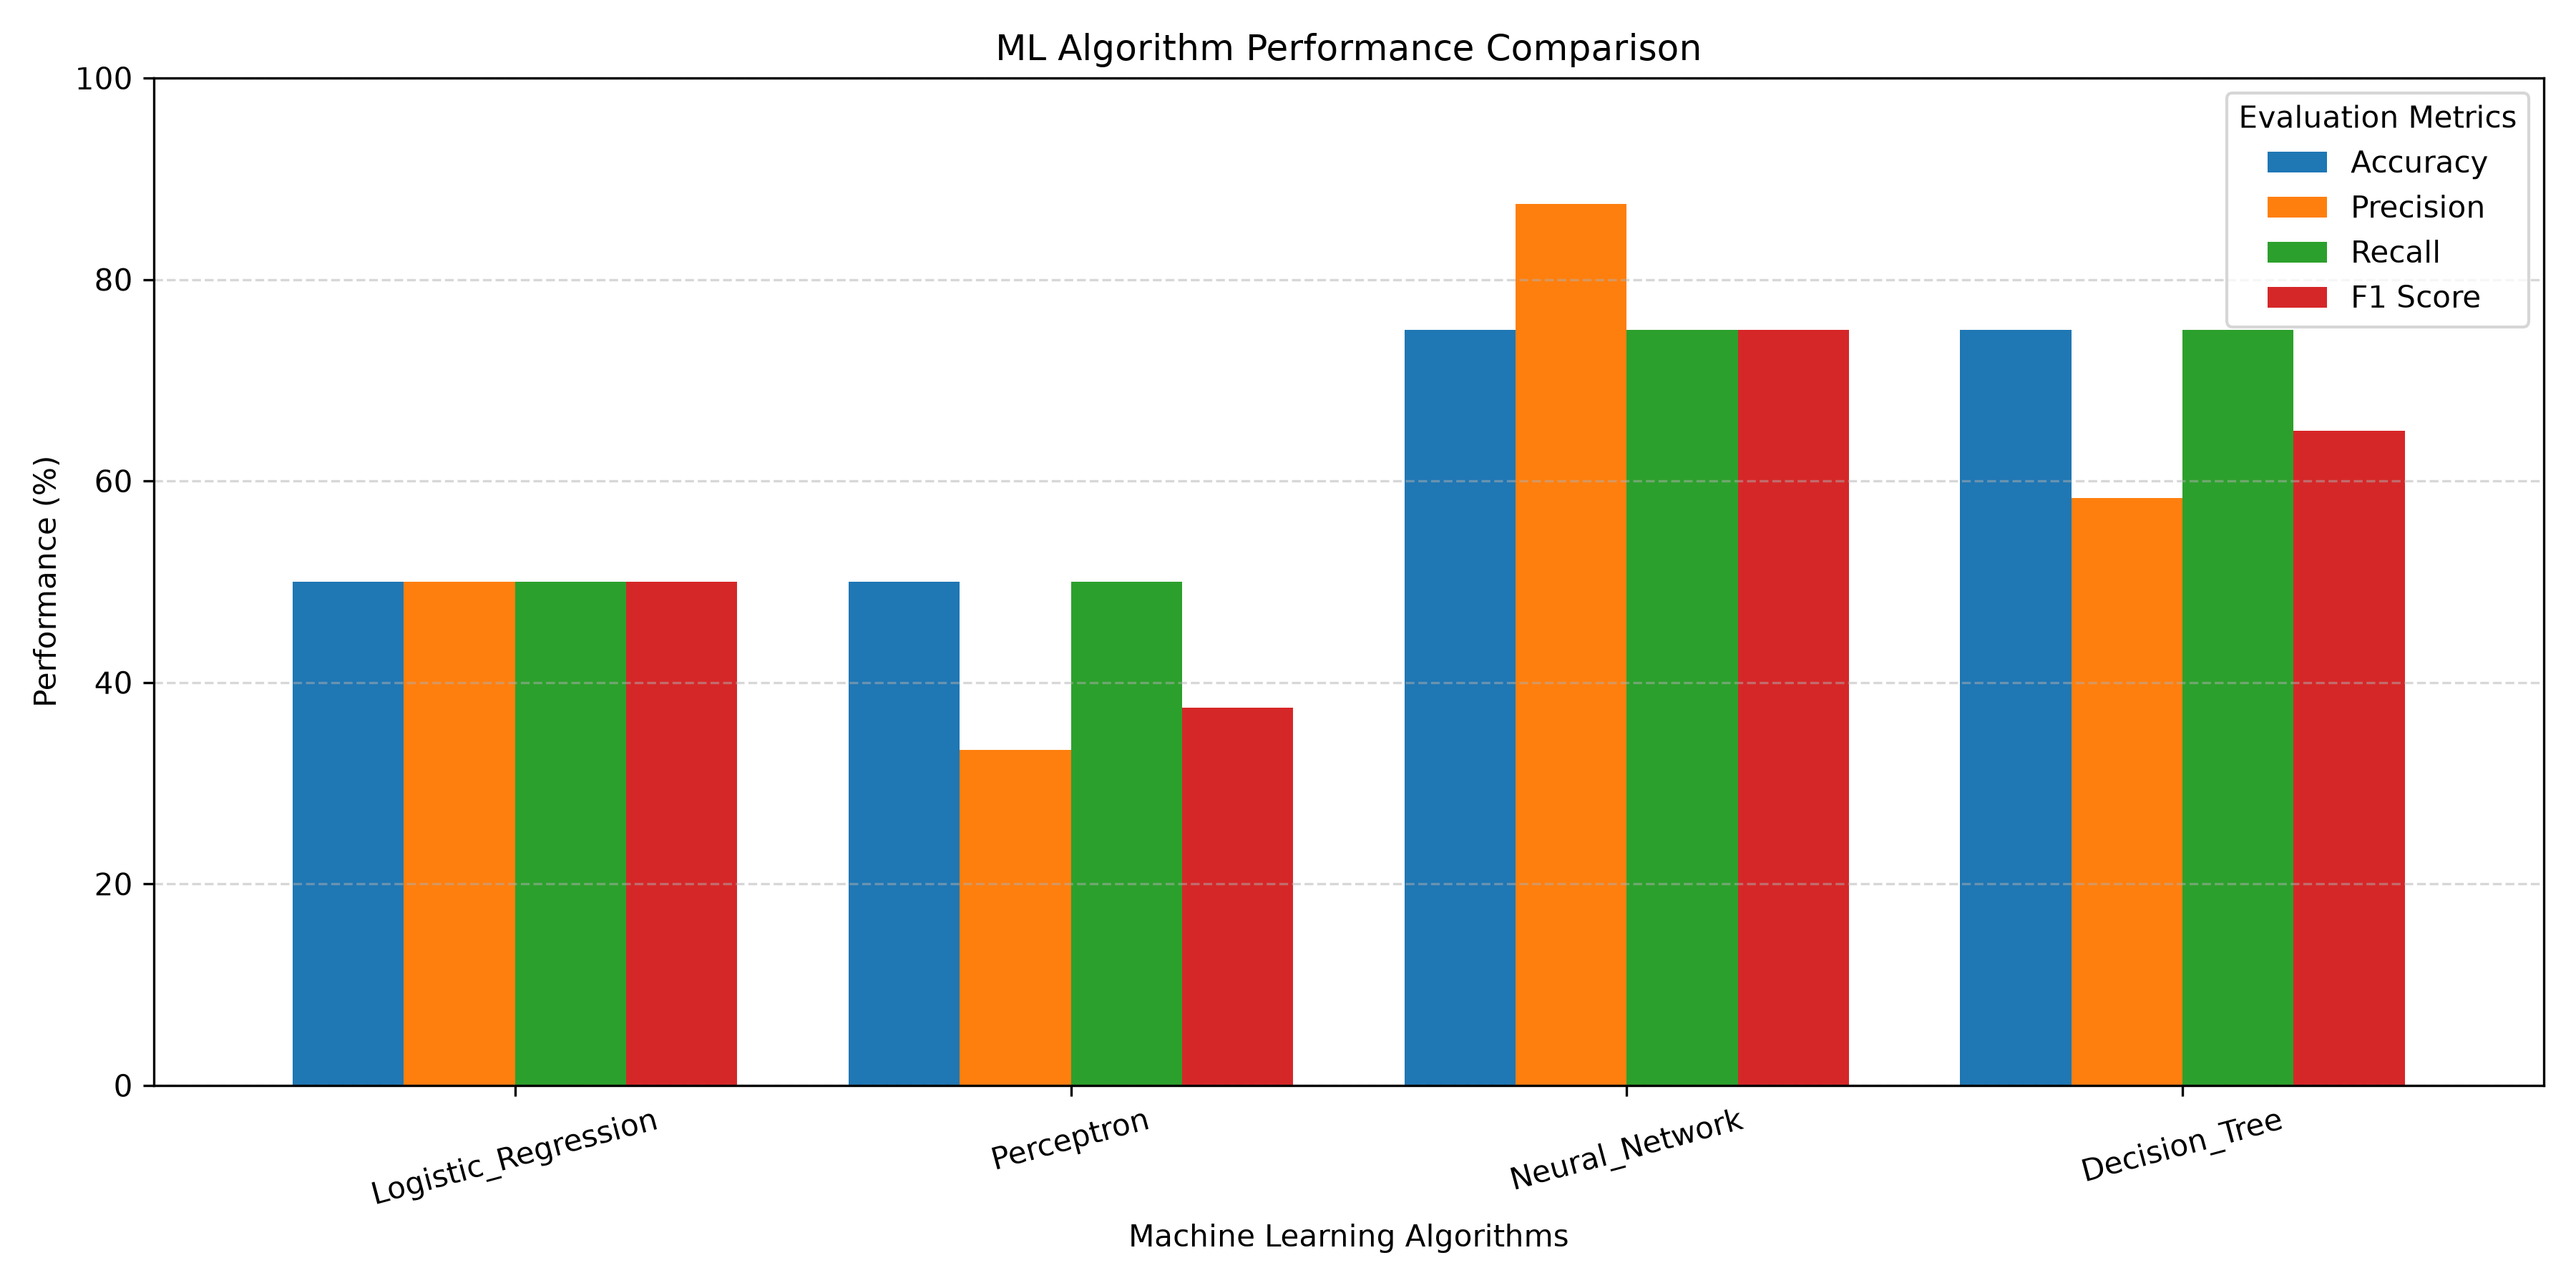 ML Algorithm Performance Comparison
100
80
60
40
20
0
Performance (%)
Evaluation Metrics
Accuracy
Precision
Recall
F1 Score
Logistic_Regression
Perceptron
Neural_Network
Decision_Tree
Machine Learning Algorithms